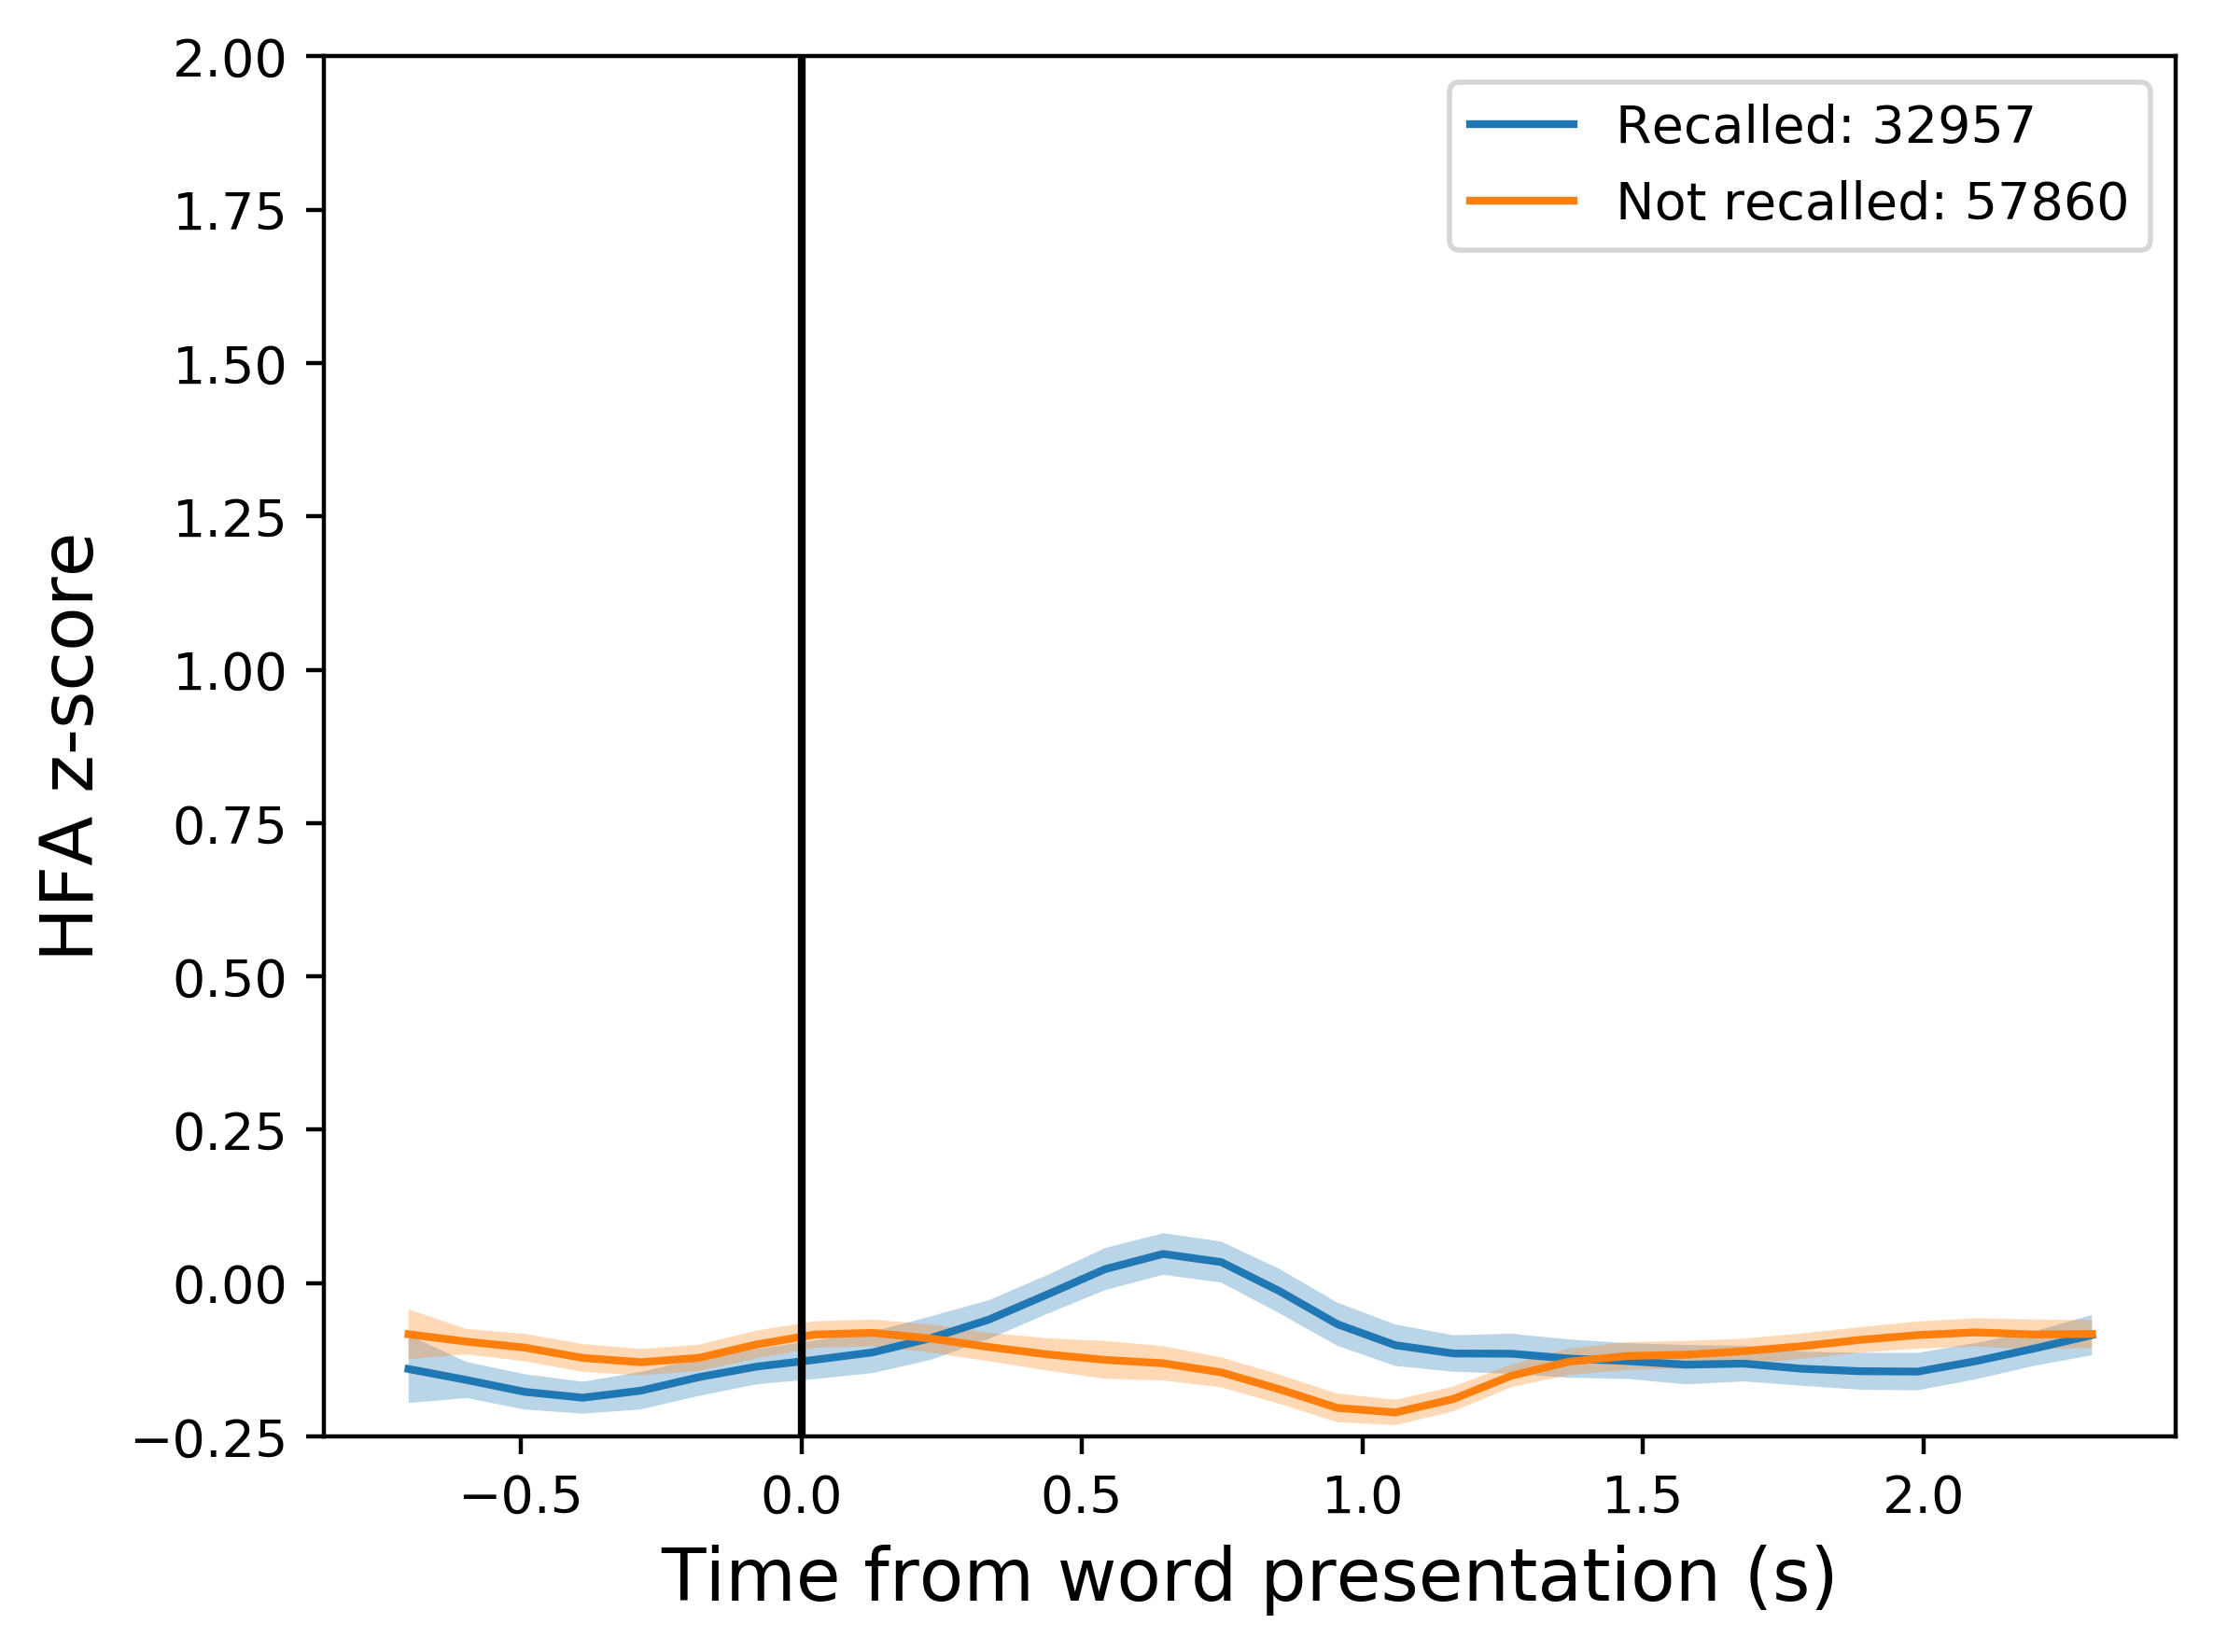 2.00
1.75
1.50
1.25
1.00
0.75
0.50
0.25
0.00
−0.25
HFA z-score
Recalled: 32957
Not recalled: 57860
−0.5 0.0 0.5 1.0 1.5 2.0
Time from word presentation (s)